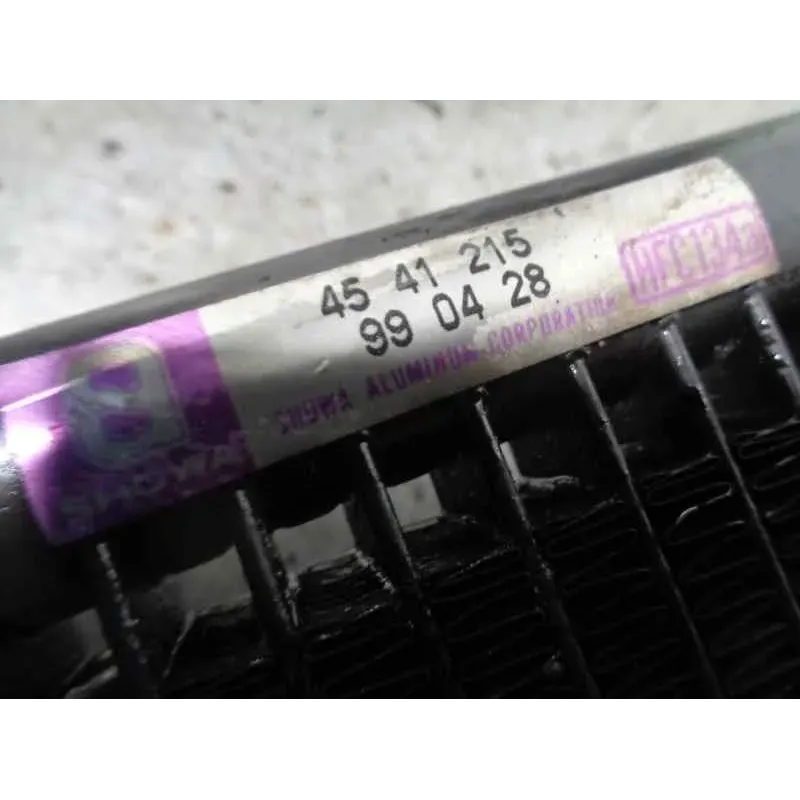 45 41 215
99 04 28
HFC134a
SHOWA ALUMINUM CORPORATION
SHOWA